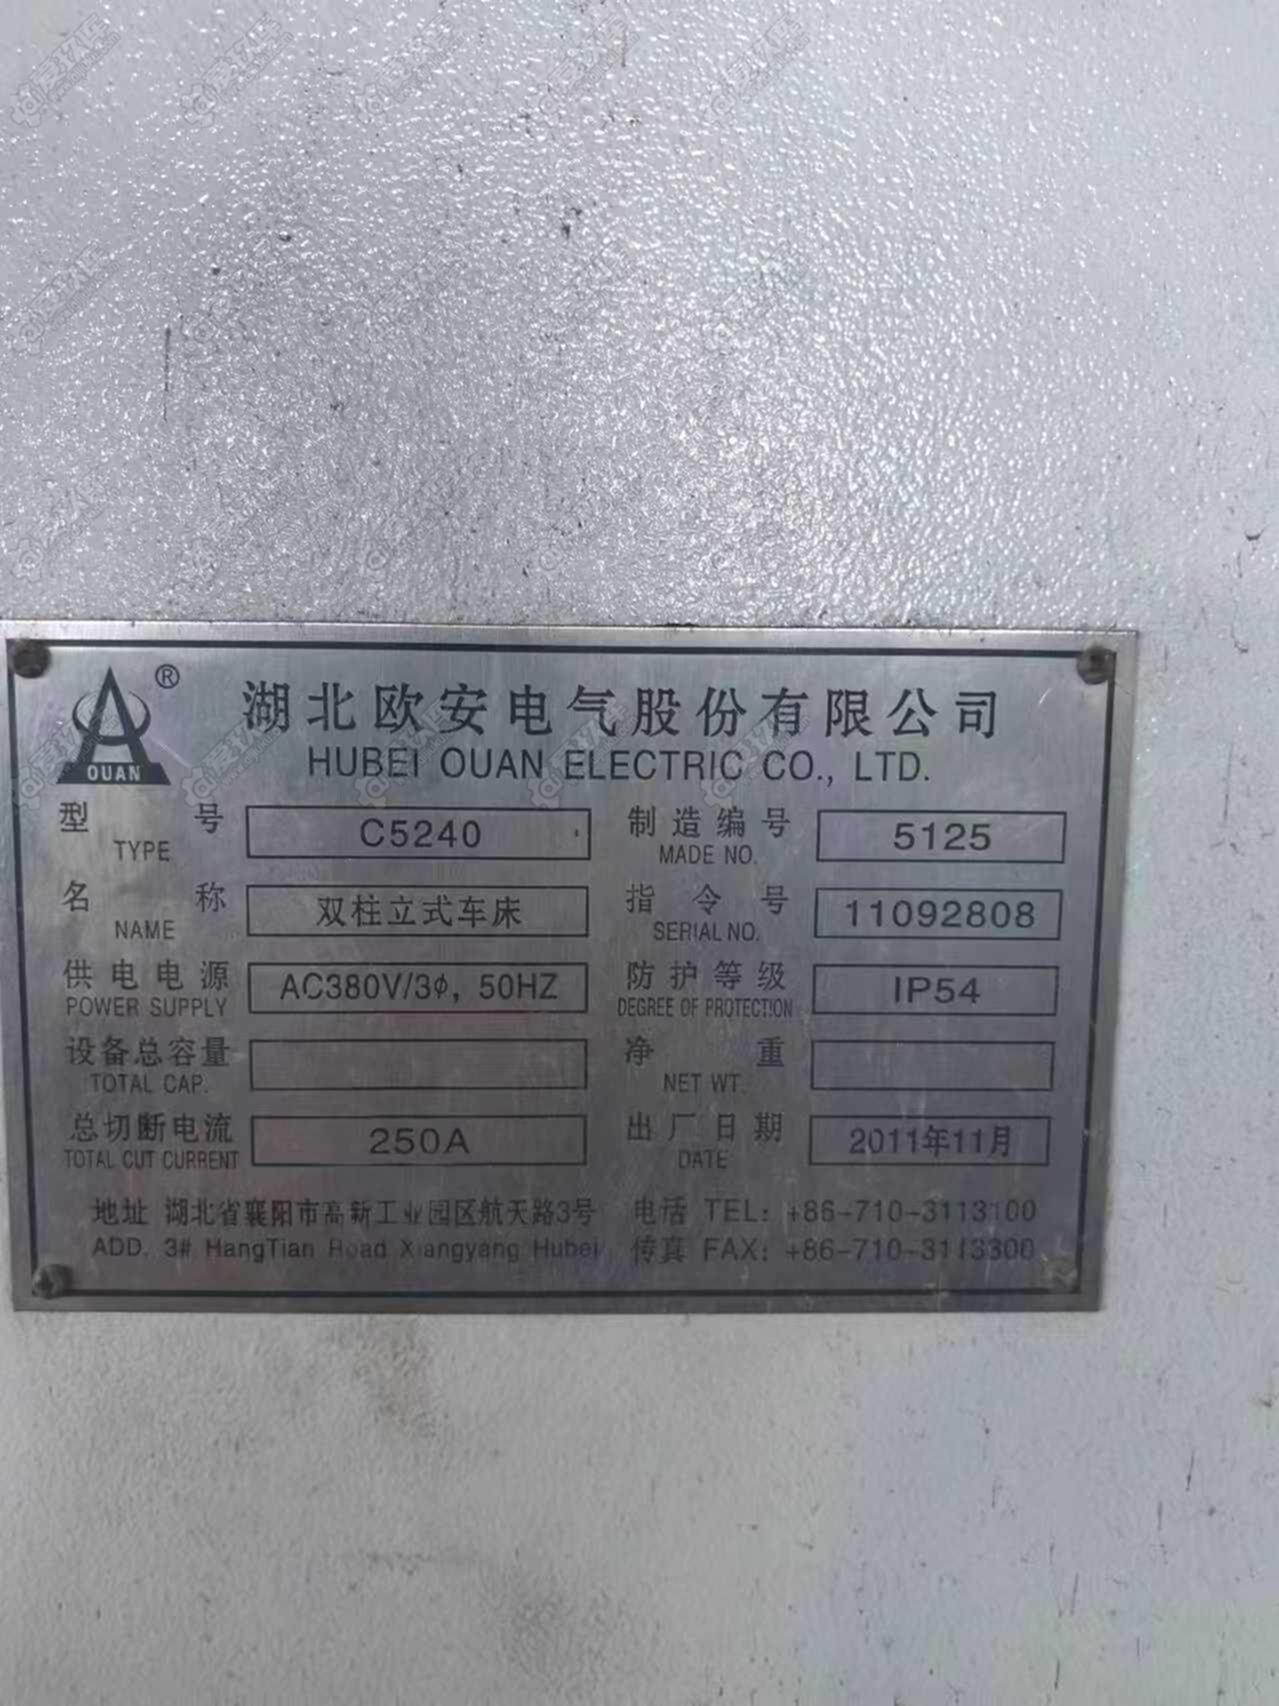 ®
OUAN
湖北欧安电气股份有限公司
HUBEI OUAN ELECTRIC CO., LTD.
型号 C5240 制造编号 5125
TYPE MADE NO.
名称 双柱立式车床 指令号 11092808
NAME SERIAL NO.
供电电源 AC380V/3φ, 50HZ 防护等级 IP54
POWER SUPPLY DEGREE OF PROTECTION
设备总容量 净重
TOTAL CAP. NET WT.
总切断电流 250A 出厂日期 2011年11月
TOTAL CUT CURRENT DATE
地址 湖北省襄阳市高新工业园区航天路3号 电话 TEL: +86-710-3113100
ADD. 3# HangTian Road Xiangyang Hubei 传真 FAX: +86-710-3113300